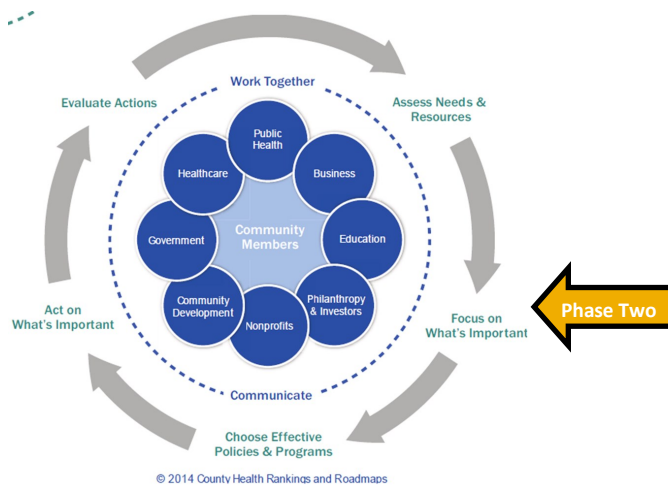 Work Together
Evaluate Actions
Assess Needs &
Resources
Public
Health
Healthcare
Business
Community
Members
Government
Education
Community
Development
Philanthropy
& Investors
Nonprofits
Act on
What's Important
Focus on
What's Important
Phase Two
Communicate
Choose Effective
Policies & Programs
© 2014 County Health Rankings and Roadmaps